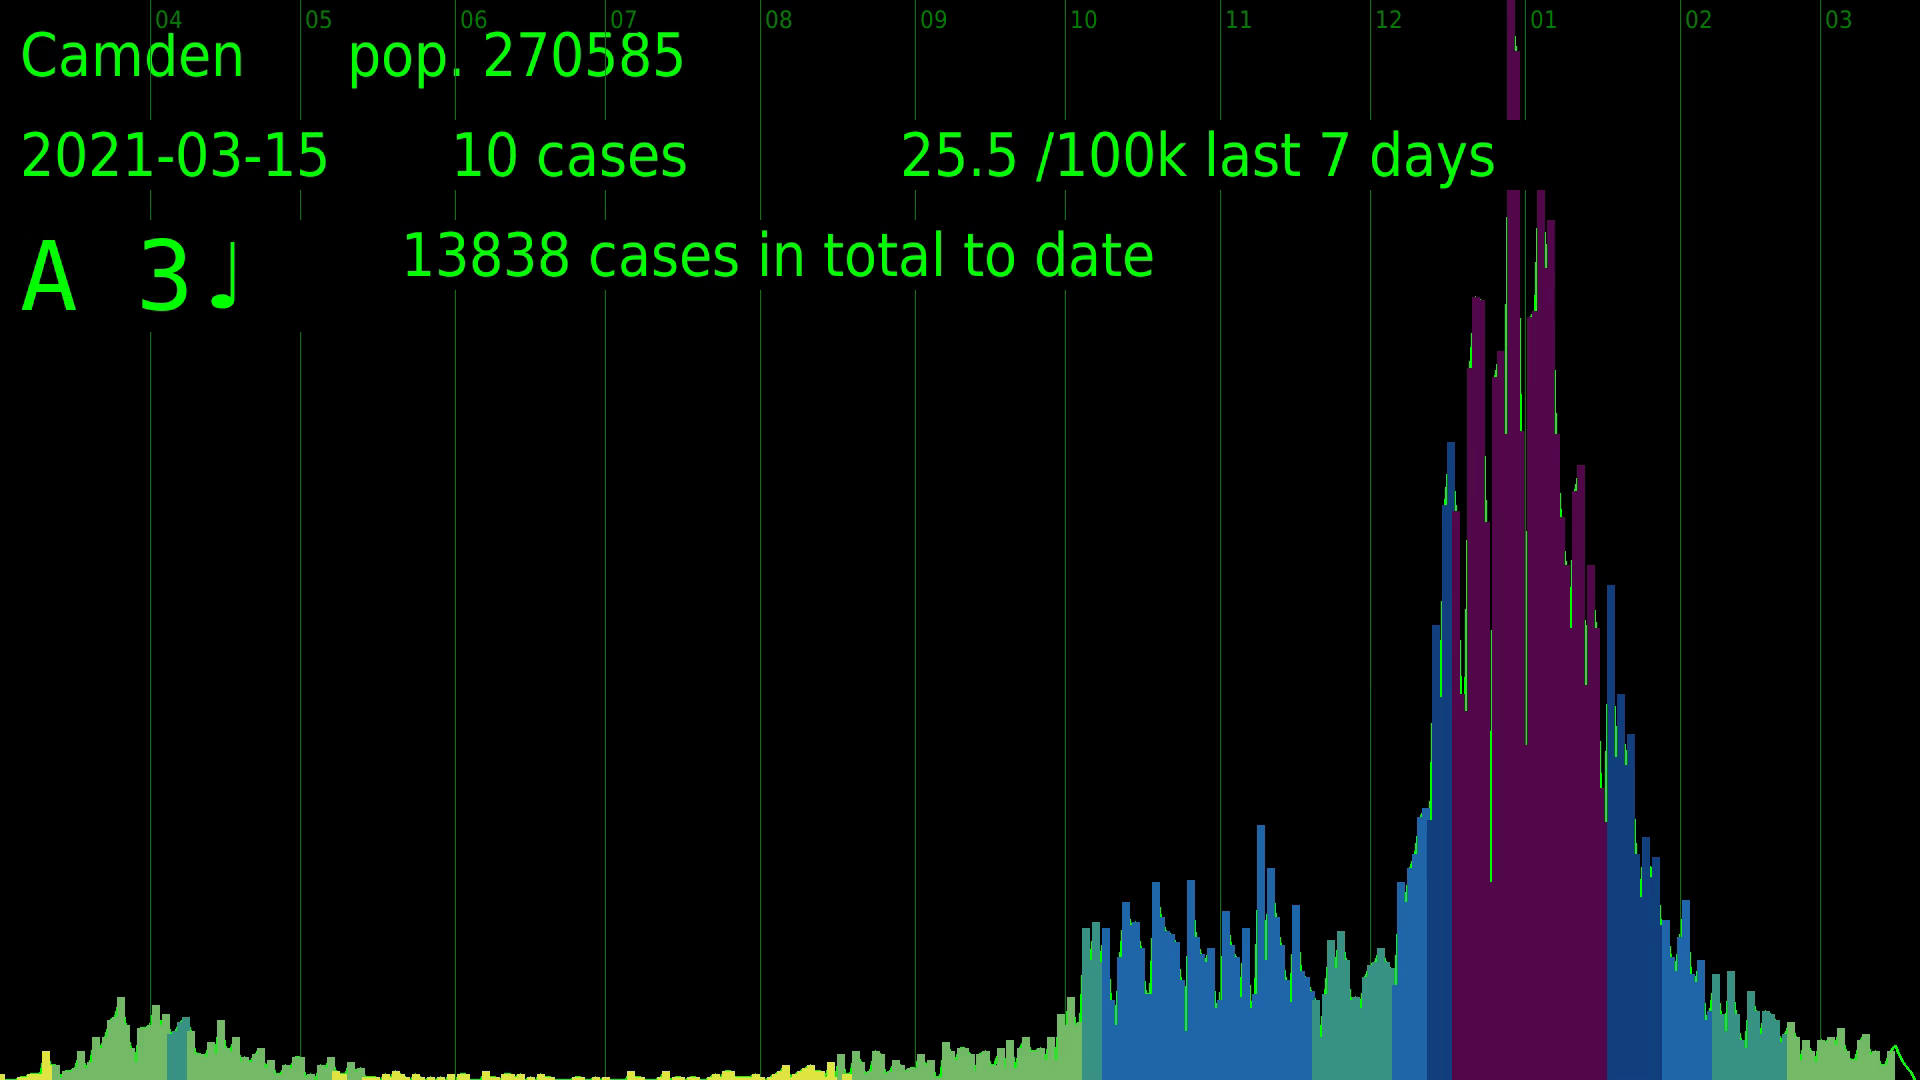 04 05 06 07 08 09 10 11 12 01 02 03
Camden pop. 270585
2021-03-15 10 cases 25.5 /100k last 7 days
A 3♩ 13838 cases in total to date